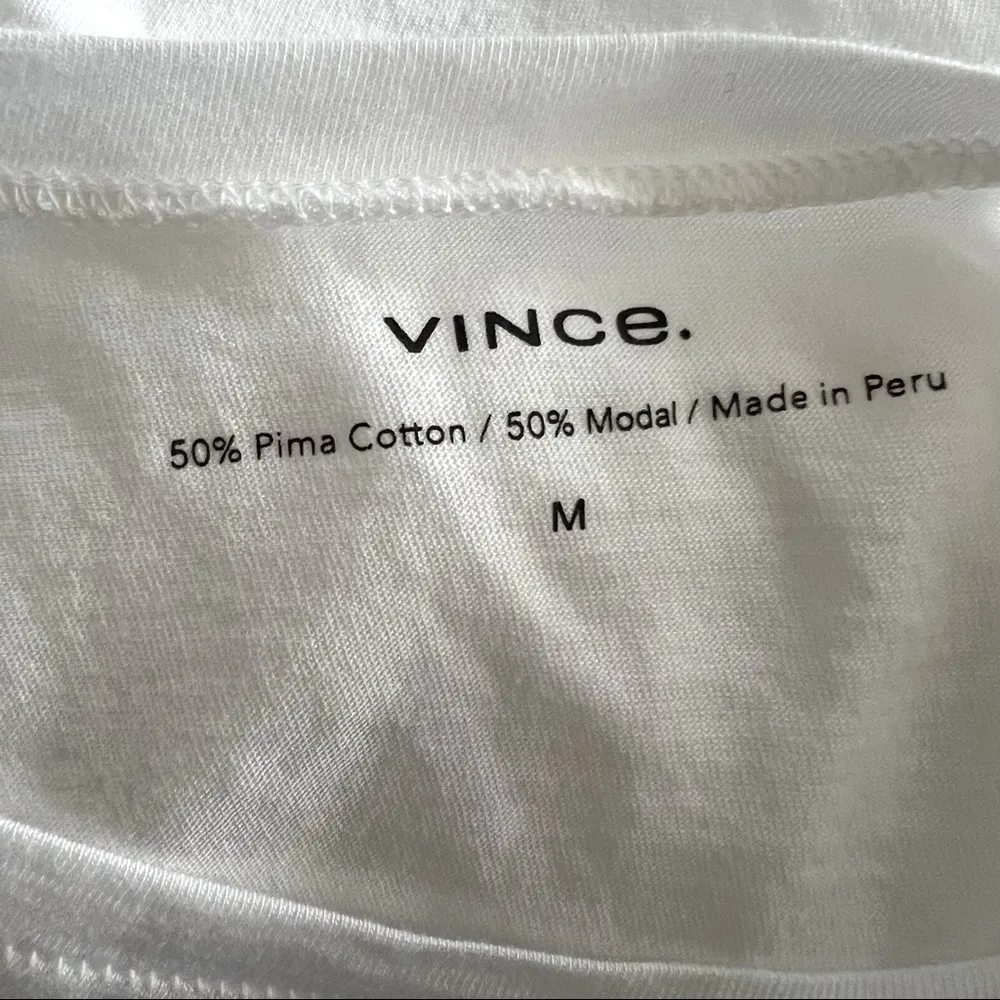 VINCe.
50% Pima Cotton / 50% Modal / Made in Peru
M